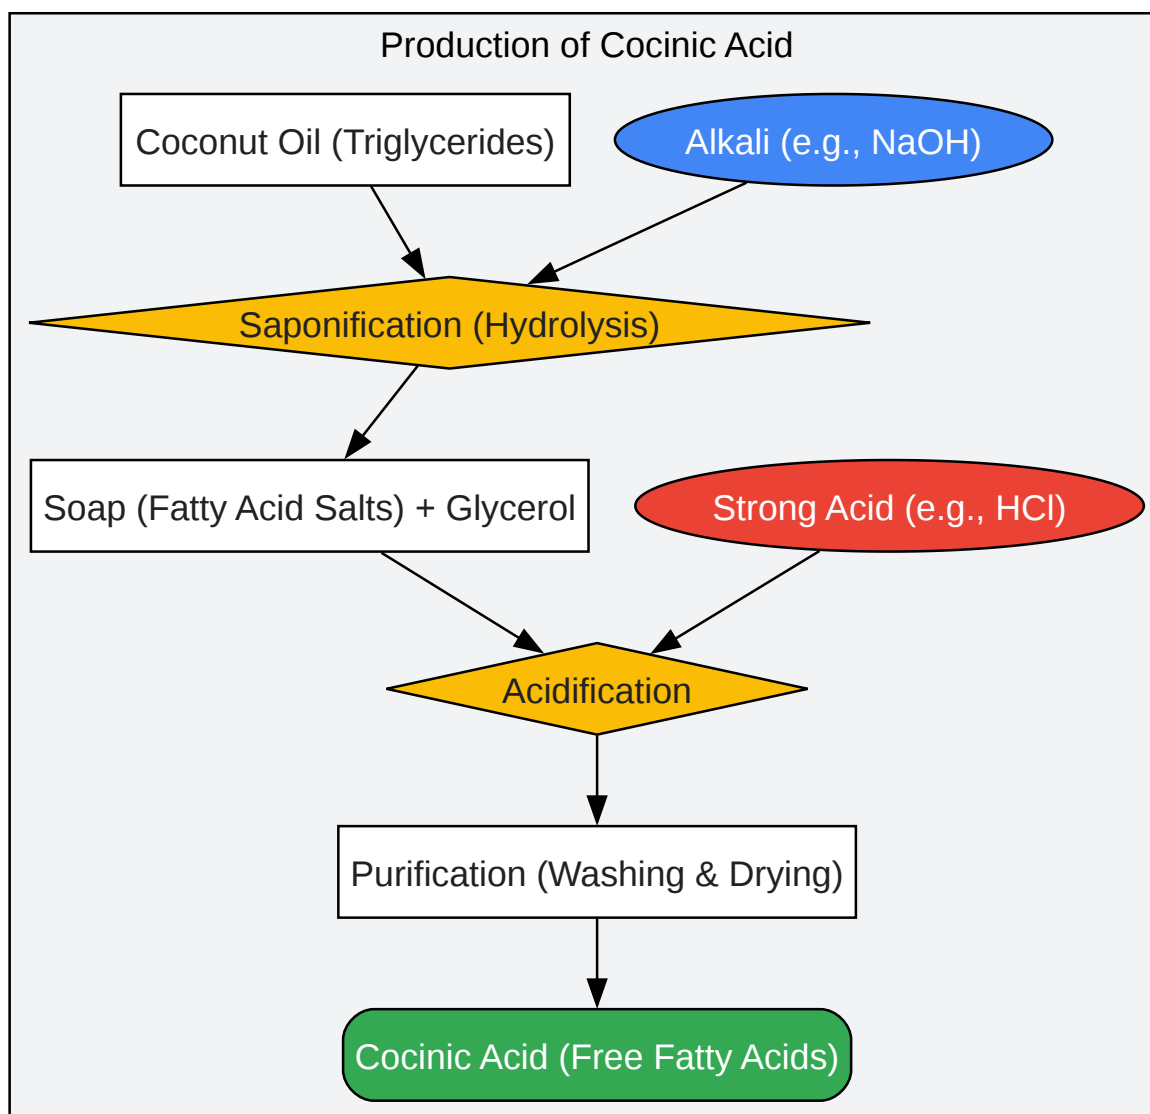 Production of Cocinic Acid
Coconut Oil (Triglycerides)
Alkali (e.g., NaOH)
Saponification (Hydrolysis)
Soap (Fatty Acid Salts) + Glycerol
Strong Acid (e.g., HCl)
Acidification
Purification (Washing & Drying)
Cocinic Acid (Free Fatty Acids)